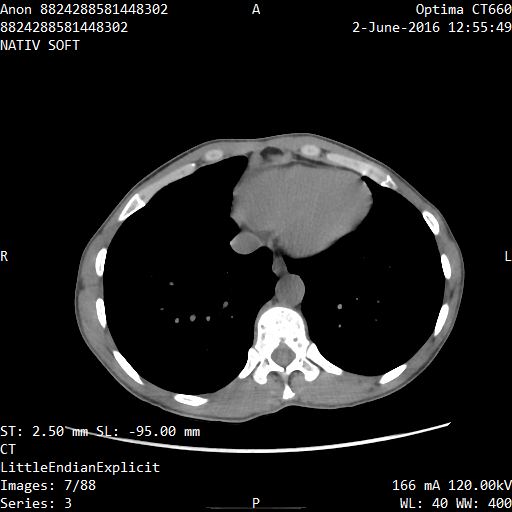 Anon 8824288581448302
A
Optima CT660
8824288581448302
2-June-2016 12:55:49
NATIV SOFT
R
L
ST: 2.50 mm SL: -95.00 mm
CT
LittleEndianExplicit
Images: 7/88
166 mA 120.00kV
Series: 3
P
WL: 40 WW: 400